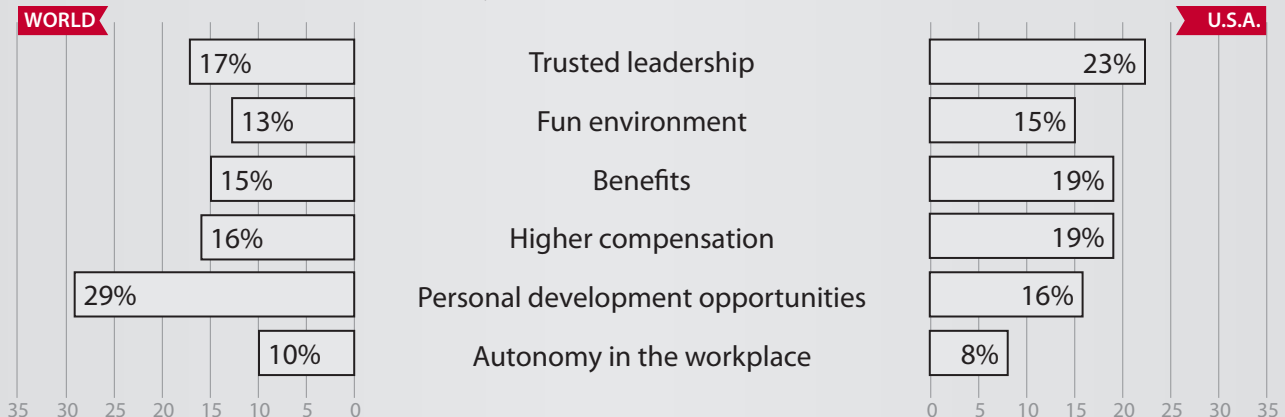 WORLD U.S.A.
17% Trusted leadership 23%
13% Fun environment 15%
15% Benefits 19%
16% Higher compensation 19%
29% Personal development opportunities 16%
10% Autonomy in the workplace 8%
35 30 25 20 15 10 5 0 0 5 10 15 20 25 30 35